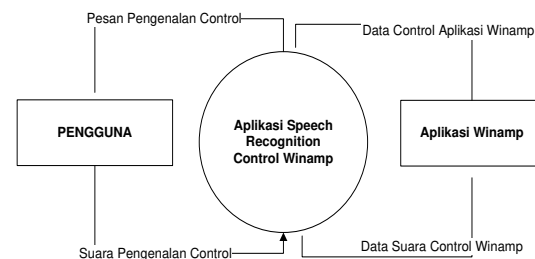 Pesan Pengenalan Control
Data Control Aplikasi Winamp
PENGGUNA
Aplikasi Speech
Recognition
Control Winamp
Aplikasi Winamp
Suara Pengenalan Control
Data Suara Control Winamp